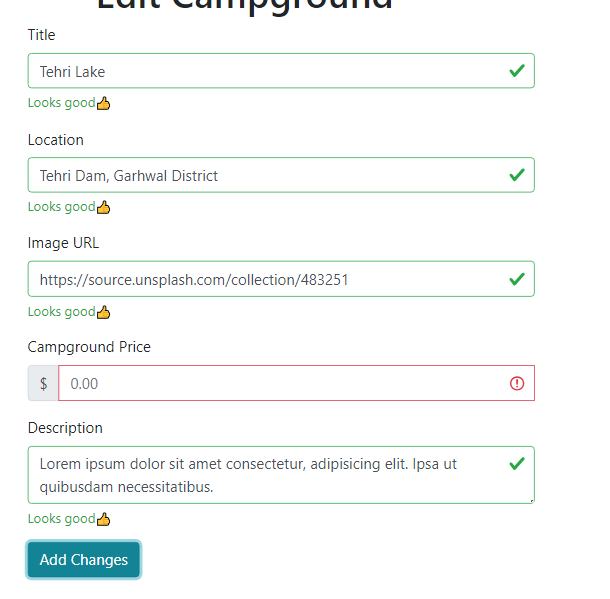 Edit Campground
Title
Tehri Lake
Looks good👍
Location
Tehri Dam, Garhwal District
Looks good👍
Image URL
https://source.unsplash.com/collection/483251
Looks good👍
Campground Price
$ 0.00
Description
Lorem ipsum dolor sit amet consectetur, adipisicing elit. Ipsa ut
quibusdam necessitatibus.
Looks good👍
Add Changes